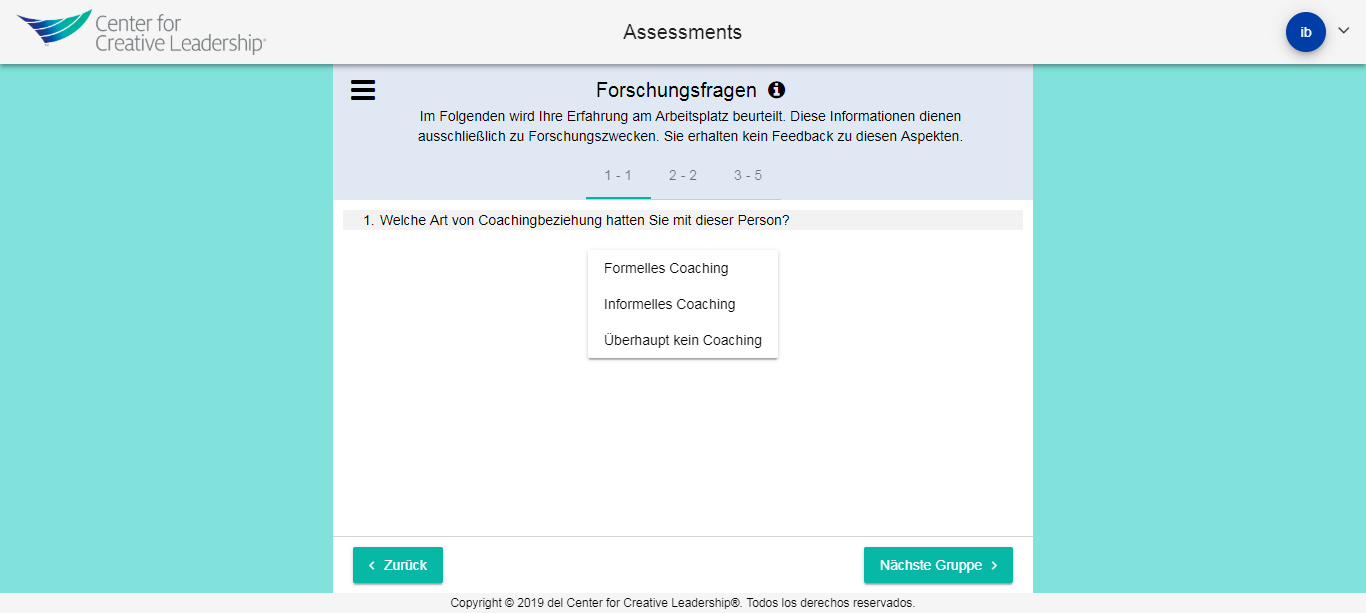 Center for
Creative Leadership®
Assessments
ib
Forschungsfragen
Im Folgenden wird Ihre Erfahrung am Arbeitsplatz beurteilt. Diese Informationen dienen
ausschließlich zu Forschungszwecken. Sie erhalten kein Feedback zu diesen Aspekten.
1 - 1 2 - 2 3 - 5
1. Welche Art von Coachingbeziehung hatten Sie mit dieser Person?
Formelles Coaching
Informelles Coaching
Überhaupt kein Coaching
Zurück Nächste Gruppe
Copyright © 2019 del Center for Creative Leadership®. Todos los derechos reservados.